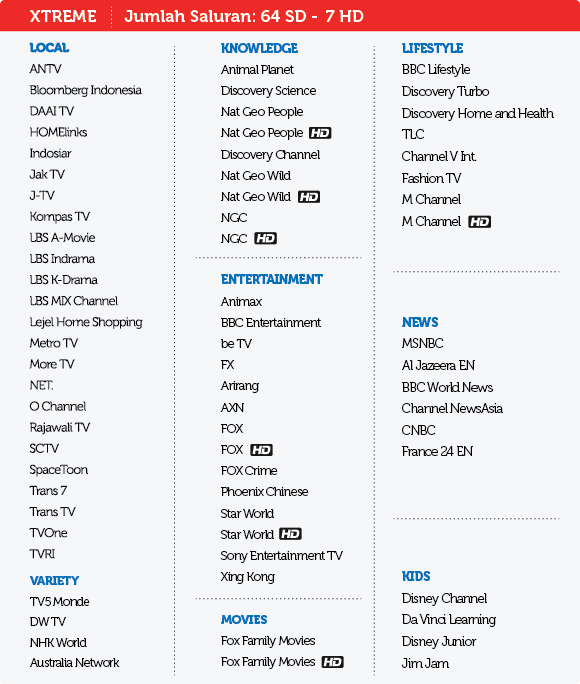 XTREME Jumlah Saluran: 64 SD - 7 HD
LOCAL
ANTV
Bloomberg Indonesia
DAAI TV
HOMElinks
Indosiar
Jak TV
J-TV
Kompas TV
LBS A-Movie
LBS Indrama
LBS K-Drama
LBS MIX Channel
Lejel Home Shopping
Metro TV
More TV
NET.
O Channel
Rajawali TV
SCTV
SpaceToon
Trans 7
Trans TV
TVOne
TVRI
VARIETY
TV5 Monde
DW TV
NHK World
Australia Network
KNOWLEDGE
Animal Planet
Discovery Science
Nat Geo People
Nat Geo People HD
Discovery Channel
Nat Geo Wild
Nat Geo Wild HD
NGC
NGC HD
ENTERTAINMENT
Animax
BBC Entertainment
be TV
FX
Arirang
AXN
FOX
FOX HD
FOX Crime
Phoenix Chinese
Star World
Star World HD
Sony Entertainment TV
Xing Kong
MOVIES
Fox Family Movies
Fox Family Movies HD
LIFESTYLE
BBC Lifestyle
Discovery Turbo
Discovery Home and Health
TLC
Channel V Int.
Fashion TV
M Channel
M Channel HD
NEWS
MSNBC
Al Jazeera EN
BBC World News
Channel NewsAsia
CNBC
France 24 EN
KIDS
Disney Channel
Da Vinci Learning
Disney Junior
Jim Jam